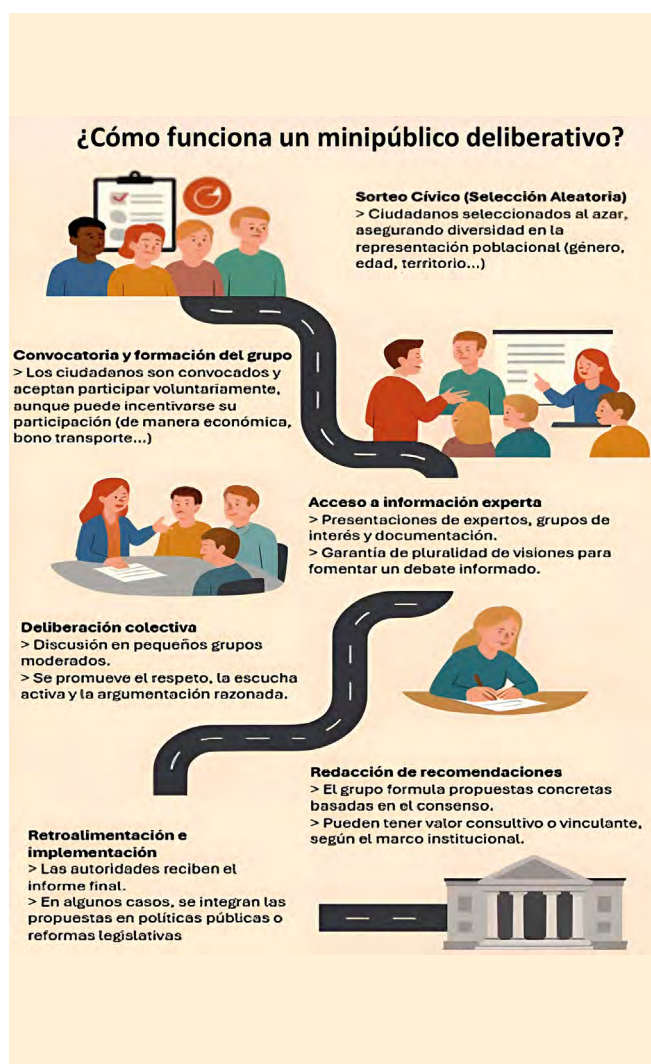 ¿Cómo funciona un minipúblico deliberativo?
Sorteo Cívico (Selección Aleatoria)
> Ciudadanos seleccionados al azar,
asegurando diversidad en la
representación poblacional (género,
edad, territorio...)
Convocatoria y formación del grupo
> Los ciudadanos son convocados y
aceptan participar voluntariamente,
aunque puede incentivarse su
participación (de manera económica,
bono transporte...)
Acceso a información experta
> Presentaciones de expertos, grupos de
interés y documentación.
> Garantía de pluralidad de visiones para
fomentar un debate informado.
Deliberación colectiva
> Discusión en pequeños grupos
moderados.
> Se promueve el respeto, la escucha
activa y la argumentación razonada.
Redacción de recomendaciones
> El grupo formula propuestas concretas
basadas en el consenso.
> Pueden tener valor consultivo o vinculante,
según el marco institucional.
Retroalimentación e
implementación
> Las autoridades reciben el
informe final.
> En algunos casos, se integran las
propuestas en políticas públicas o
reformas legislativas